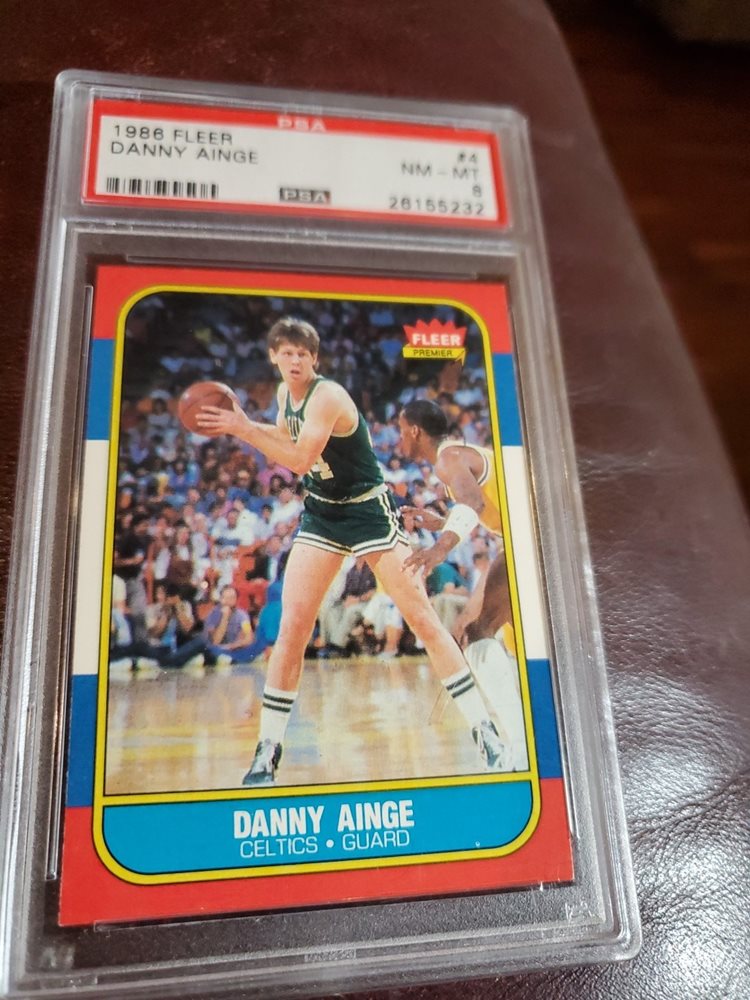 PSA
1986 FLEER
#4
DANNY AINGE
NM - MT
8
PSA
26155232
FLEER
PREMIER
DANNY AINGE
CELTICS • GUARD